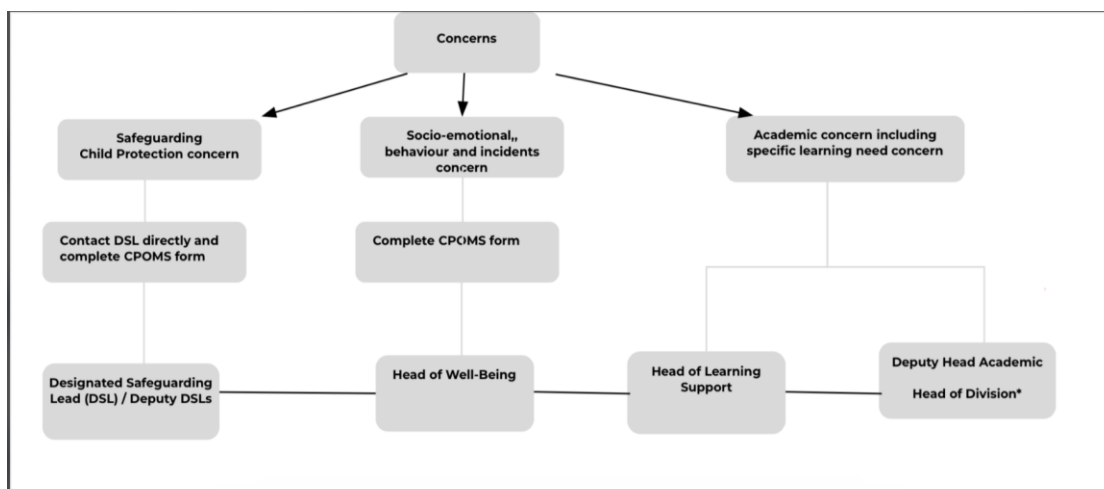 Concerns
Safeguarding
Child Protection concern
Socio-emotional,,
behaviour and incidents
concern
Academic concern including
specific learning need concern
Contact DSL directly and
complete CPOMS form
Complete CPOMS form
Designated Safeguarding
Lead (DSL) / Deputy DSLs
Head of Well-Being
Head of Learning
Support
Deputy Head Academic
Head of Division*